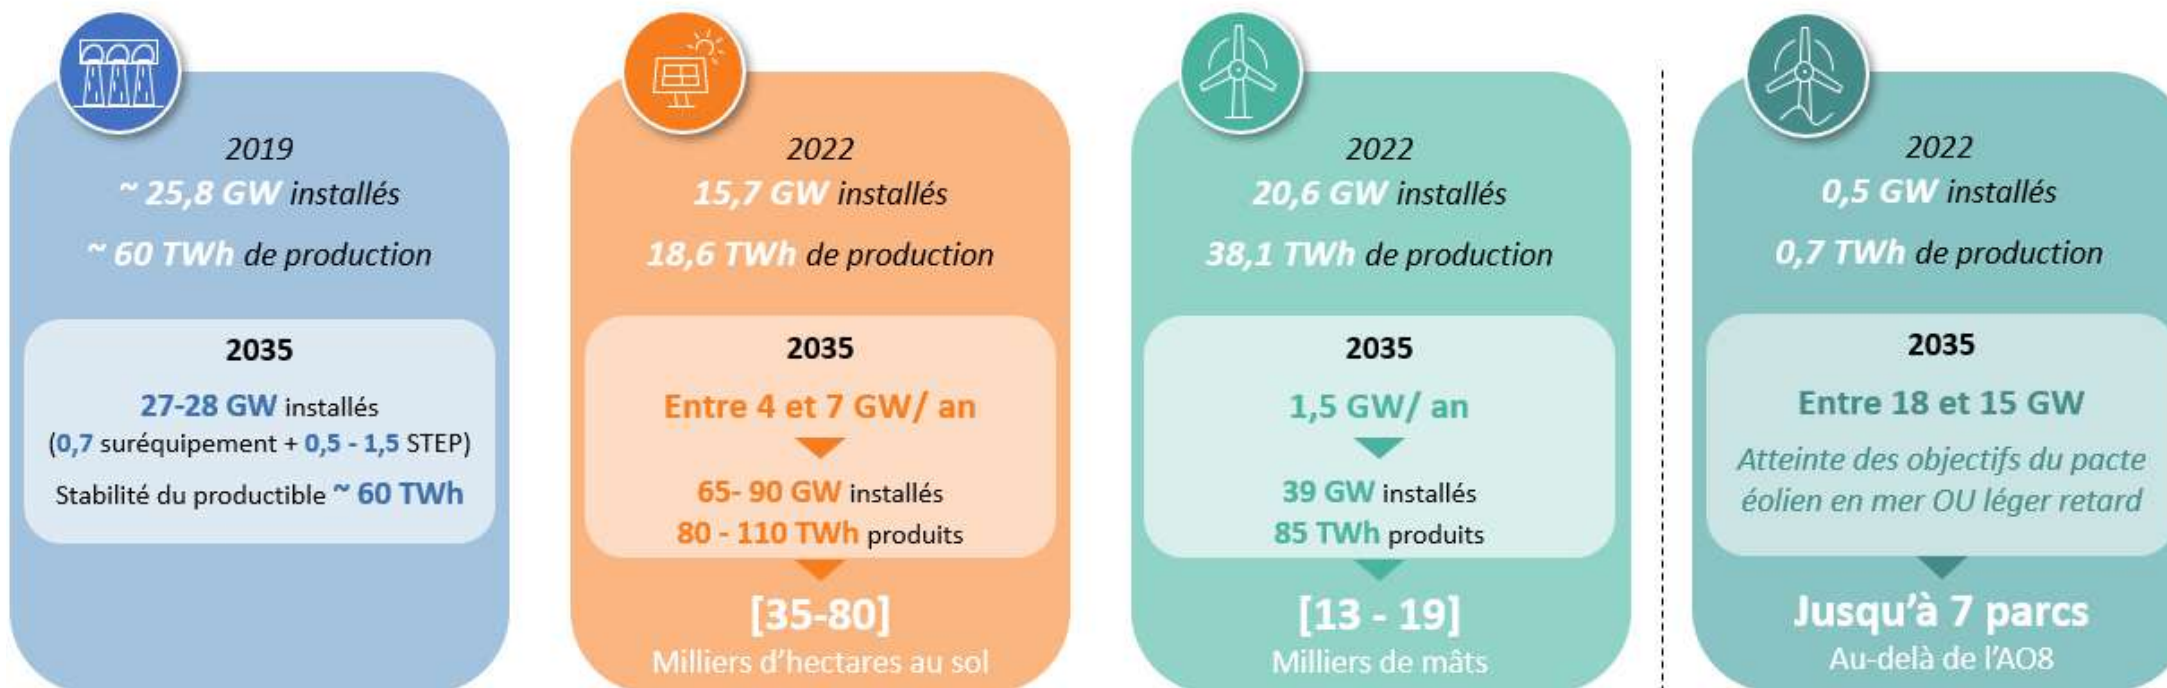 2019
~ 25,8 GW installés
~ 60 TWh de production
2035
27-28 GW installés
(0,7 suréquipement + 0,5 - 1,5 STEP)
Stabilité du productible ~ 60 TWh
2022
15,7 GW installés
18,6 TWh de production
2035
Entre 4 et 7 GW/ an
65- 90 GW installés
80 - 110 TWh produits
[35-80]
Milliers d'hectares au sol
2022
20,6 GW installés
38,1 TWh de production
2035
1,5 GW/ an
39 GW installés
85 TWh produits
[13 - 19]
Milliers de mâts
2022
0,5 GW installés
0,7 TWh de production
2035
Entre 18 et 15 GW
Atteinte des objectifs du pacte
éolien en mer OU léger retard
Jusqu'à 7 parcs
Au-delà de l'AO8